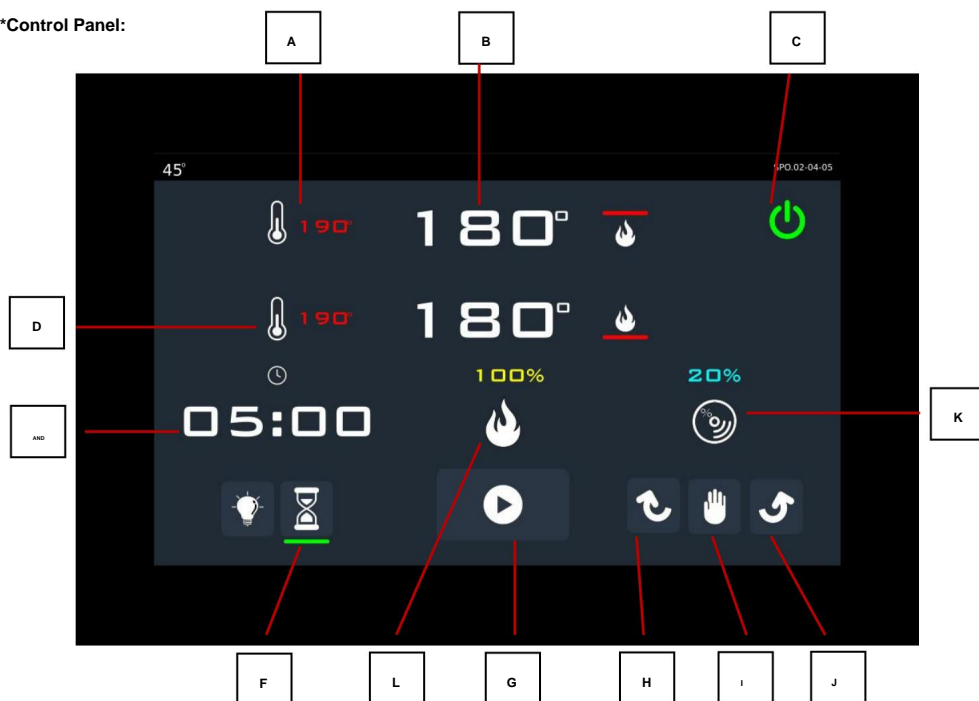 *Control Panel:
A B C
45° SPO.02-04-05
190° 180°
D
190° 180°
100% 20%
05:00 %
AND K
F L G H I J